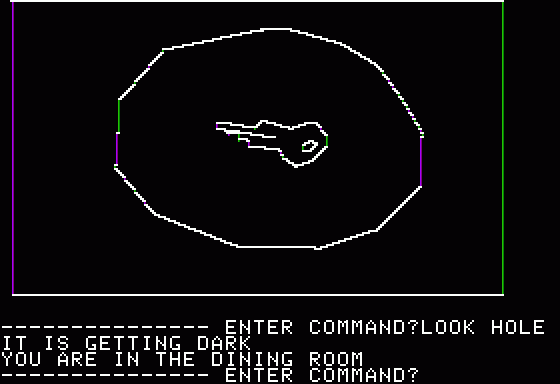 --------------- ENTER COMMAND?LOOK HOLE
IT IS GETTING DARK
YOU ARE IN THE DINING ROOM
--------------- ENTER COMMAND?